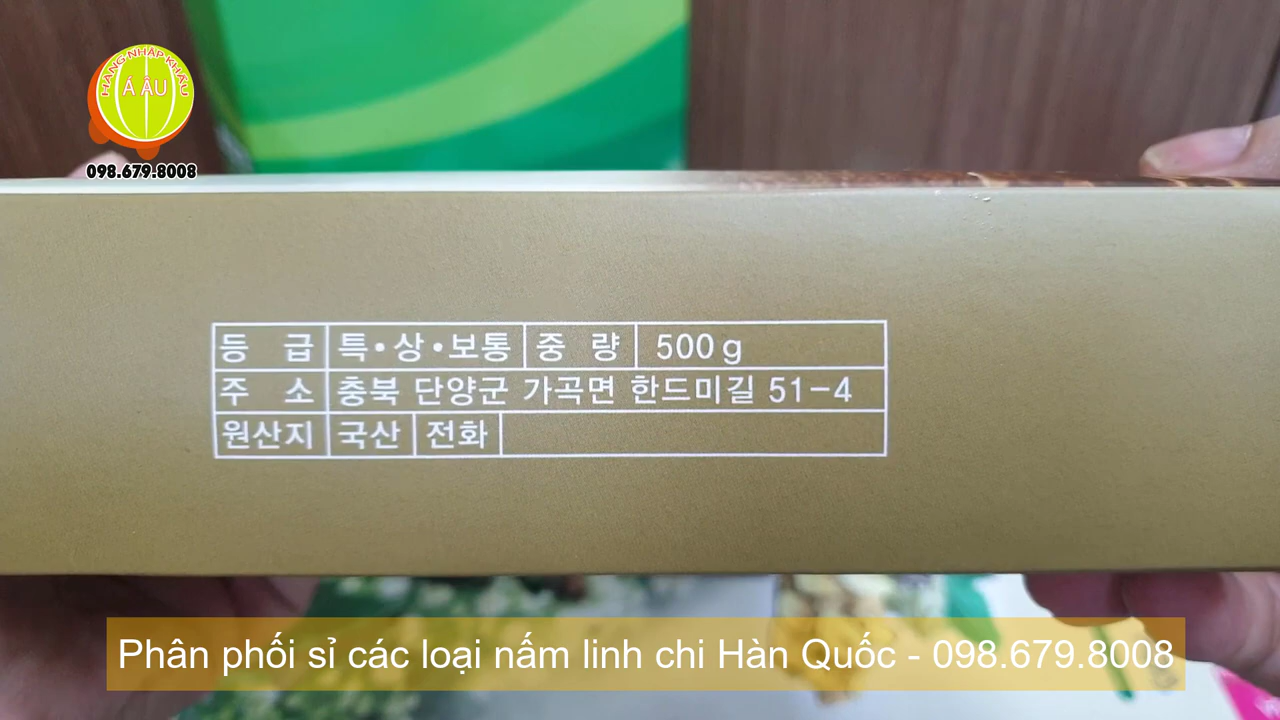 HÀNG NHẬP KHẨU
Á ÂU
098.679.8008
등 급 특·상·보통 중 량 500g
주 소 충북 단양군 가곡면 한드미길 51-4
원산지 국산 전화
Phân phối sỉ các loại nấm linh chi Hàn Quốc - 098.679.8008